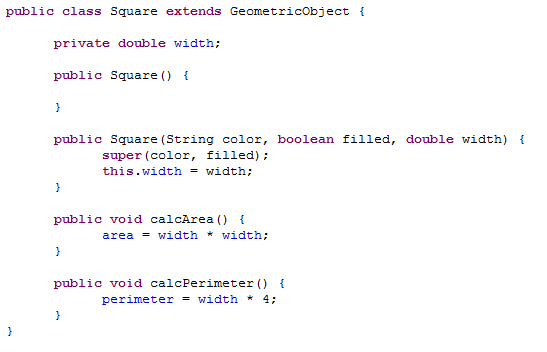 public class Square extends GeometricObject {
private double width;
public Square() {
}
public Square(String color, boolean filled, double width) {
super(color, filled);
this.width = width;
}
public void calcArea() {
area = width * width;
}
public void calcPerimeter() {
perimeter = width * 4;
}
}